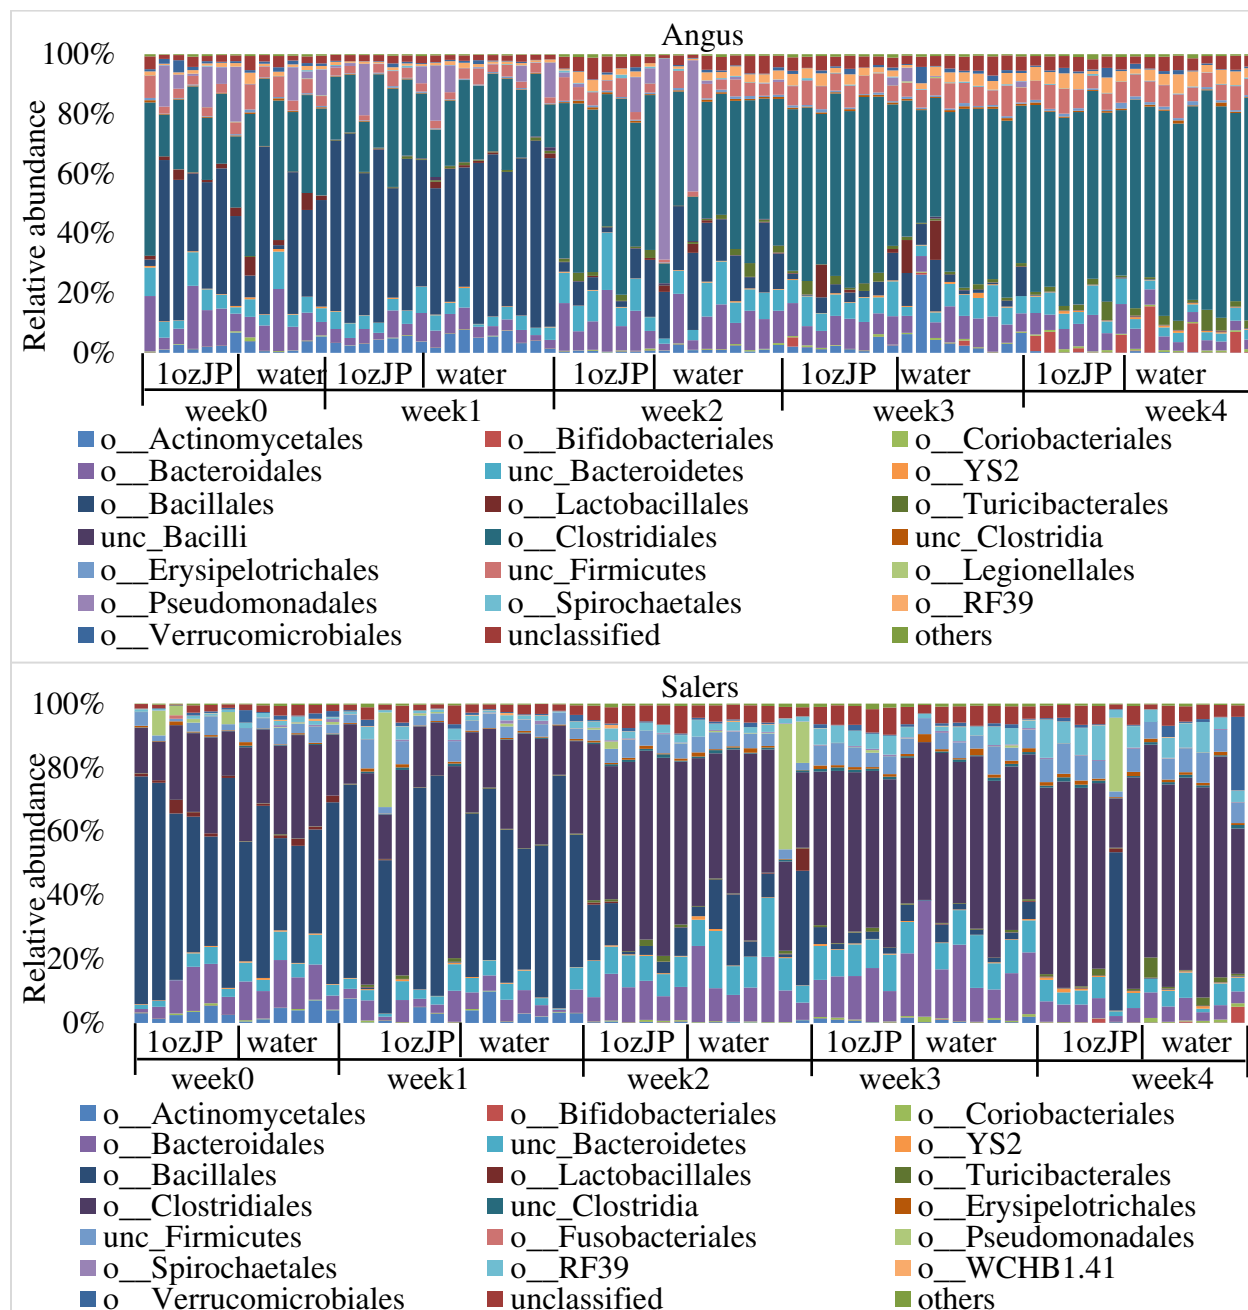 Angus
100%
80%
60%
40%
20%
0%
Relative abundance
1ozJP water 1ozJP water 1ozJP water 1ozJP water 1ozJP water
week0 week1 week2 week3 week4
o__Actinomycetales o__Bifidobacteriales o__Coriobacteriales
o__Bacteroidales unc_Bacteroidetes o__YS2
o__Bacillales o__Lactobacillales o__Turicibacterales
unc_Bacilli o__Clostridiales unc_Clostridia
o__Erysipelotrichales unc_Firmicutes o__Legionellales
o__Pseudomonadales o__Spirochaetales o__RF39
o__Verrucomicrobiales unclassified others
Salers
100%
80%
60%
40%
20%
0%
Relative abundance
1ozJP water 1ozJP water 1ozJP water 1ozJP water 1ozJP water
week0 week1 week2 week3 week4
o__Actinomycetales o__Bifidobacteriales o__Coriobacteriales
o__Bacteroidales unc_Bacteroidetes o__YS2
o__Bacillales o__Lactobacillales o__Turicibacterales
o__Clostridiales unc_Clostridia o__Erysipelotrichales
unc_Firmicutes o__Fusobacteriales o__Pseudomonadales
o__Spirochaetales o__RF39 o__WCHB1.41
o__Verrucomicrobiales unclassified others